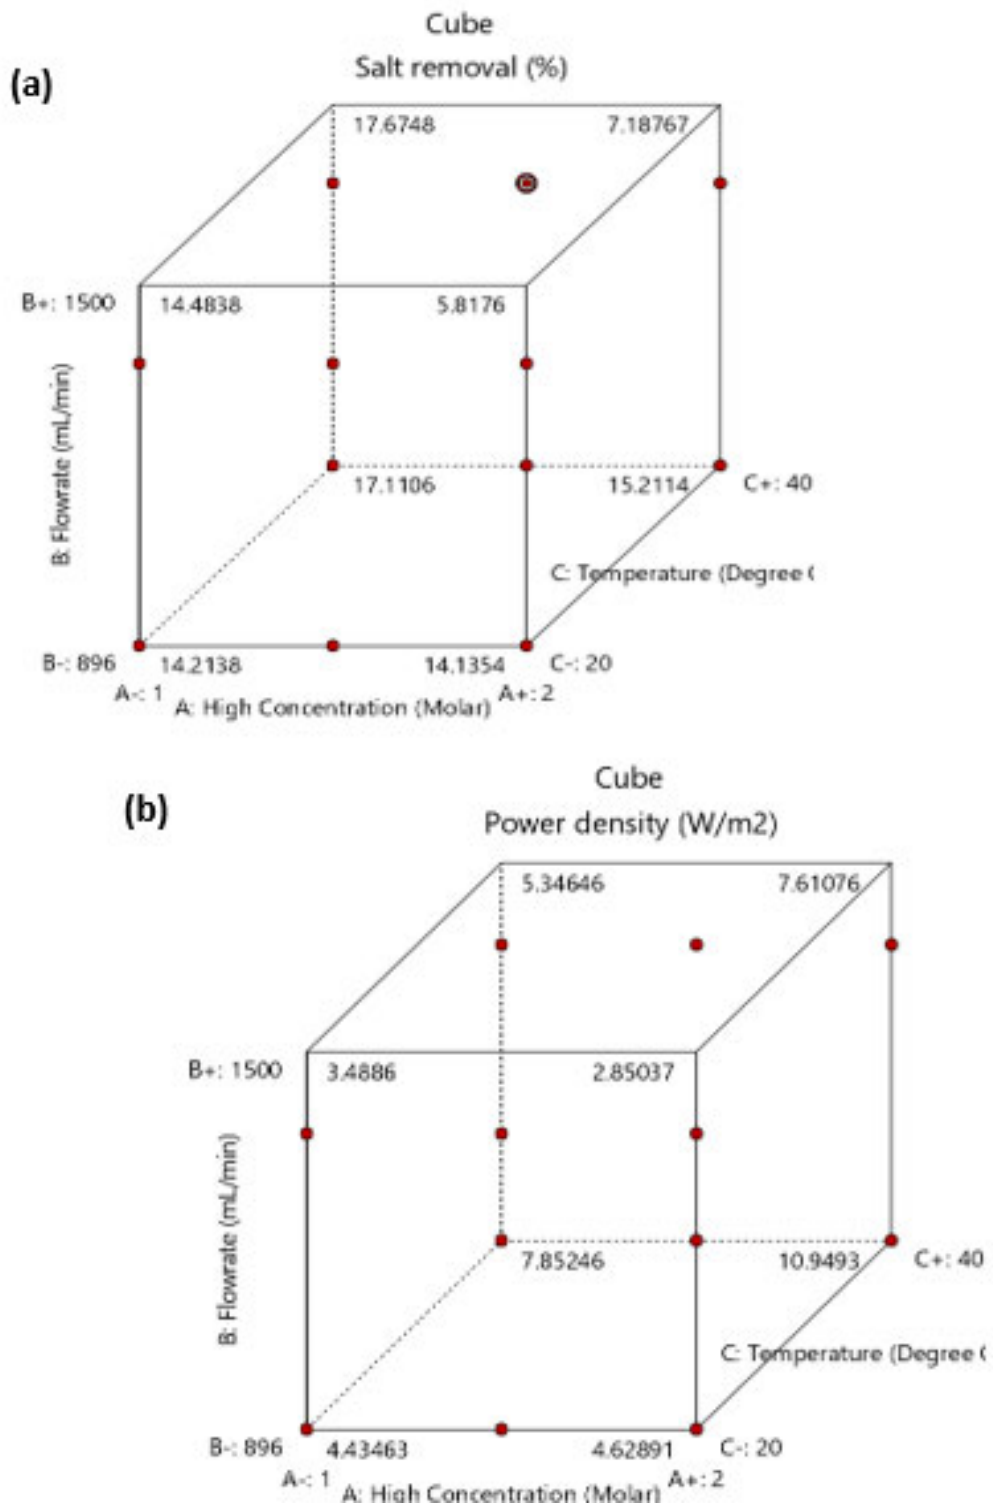 Cube
Salt removal (%)
(a)
17.6748 7.18767
B+: 1500 14.4838 5.8176
B: Flowrate (mL/min)
17.1106 15.2114 C+: 40
C: Temperature (Degree
B-: 896 14.2138 14.1354 C-: 20
A-: 1 A: High Concentration (Molar) A+: 2
Cube
(b)
Power density (W/m2)
5.34646 7.61076
B+: 1500 3.4886 2.85037
B: Flowrate (mL/min)
7.85246 10.9493 C+: 40
C: Temperature (Degree
B-: 896 4.43463 4.62891 C-: 20
A-: 1 A: High Concentration (Molar) A+: 2